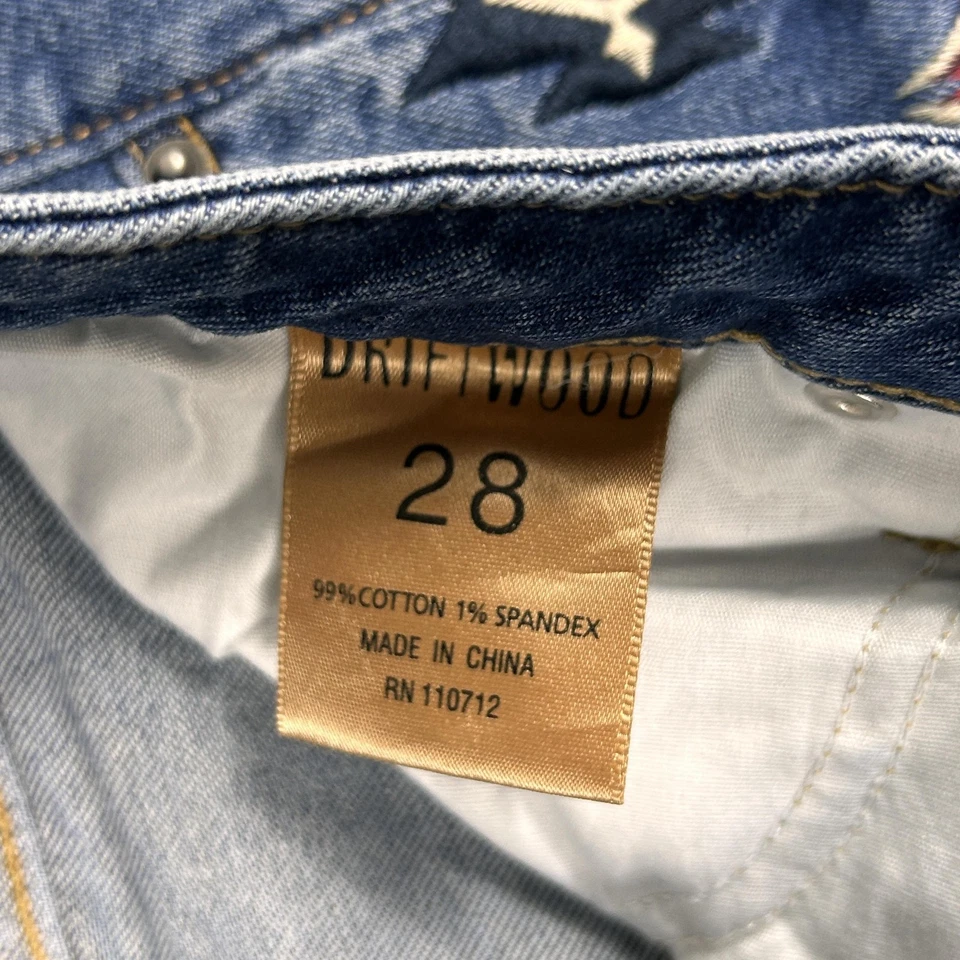 DRIFTWOOD
28
99% COTTON 1% SPANDEX
MADE IN CHINA
RN 110712